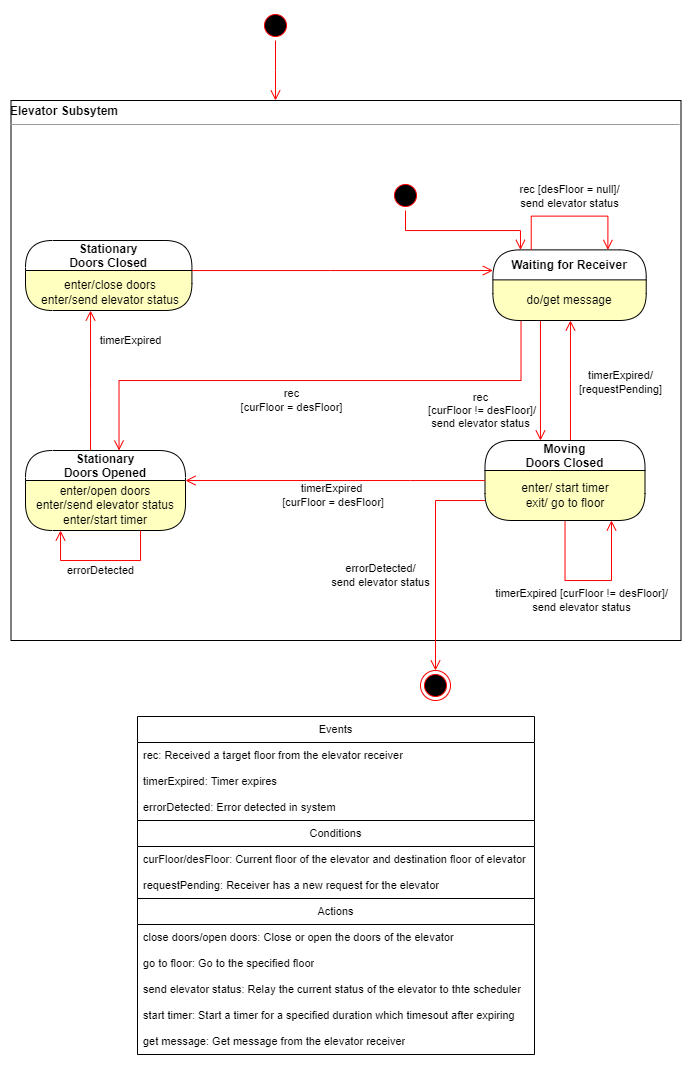 Elevator Subsytem
rec [desFloor = null]/
send elevator status
Stationary
Doors Closed
enter/close doors
enter/send elevator status
Waiting for Receiver
do/get message
timerExpired
rec
[curFloor = desFloor]
rec
[curFloor != desFloor]/
send elevator status
timerExpired/
[requestPending]
Stationary
Doors Opened
enter/open doors
enter/send elevator status
enter/start timer
errorDetected
timerExpired
[curFloor = desFloor]
Moving
Doors Closed
enter/ start timer
exit/ go to floor
errorDetected/
send elevator status
timerExpired [curFloor != desFloor]/
send elevator status
Events
rec: Received a target floor from the elevator receiver
timerExpired: Timer expires
errorDetected: Error detected in system
Conditions
curFloor/desFloor: Current floor of the elevator and destination floor of elevator
requestPending: Receiver has a new request for the elevator
Actions
close doors/open doors: Close or open the doors of the elevator
go to floor: Go to the specified floor
send elevator status: Relay the current status of the elevator to thte scheduler
start timer: Start a timer for a specified duration which timesout after expiring
get message: Get message from the elevator receiver